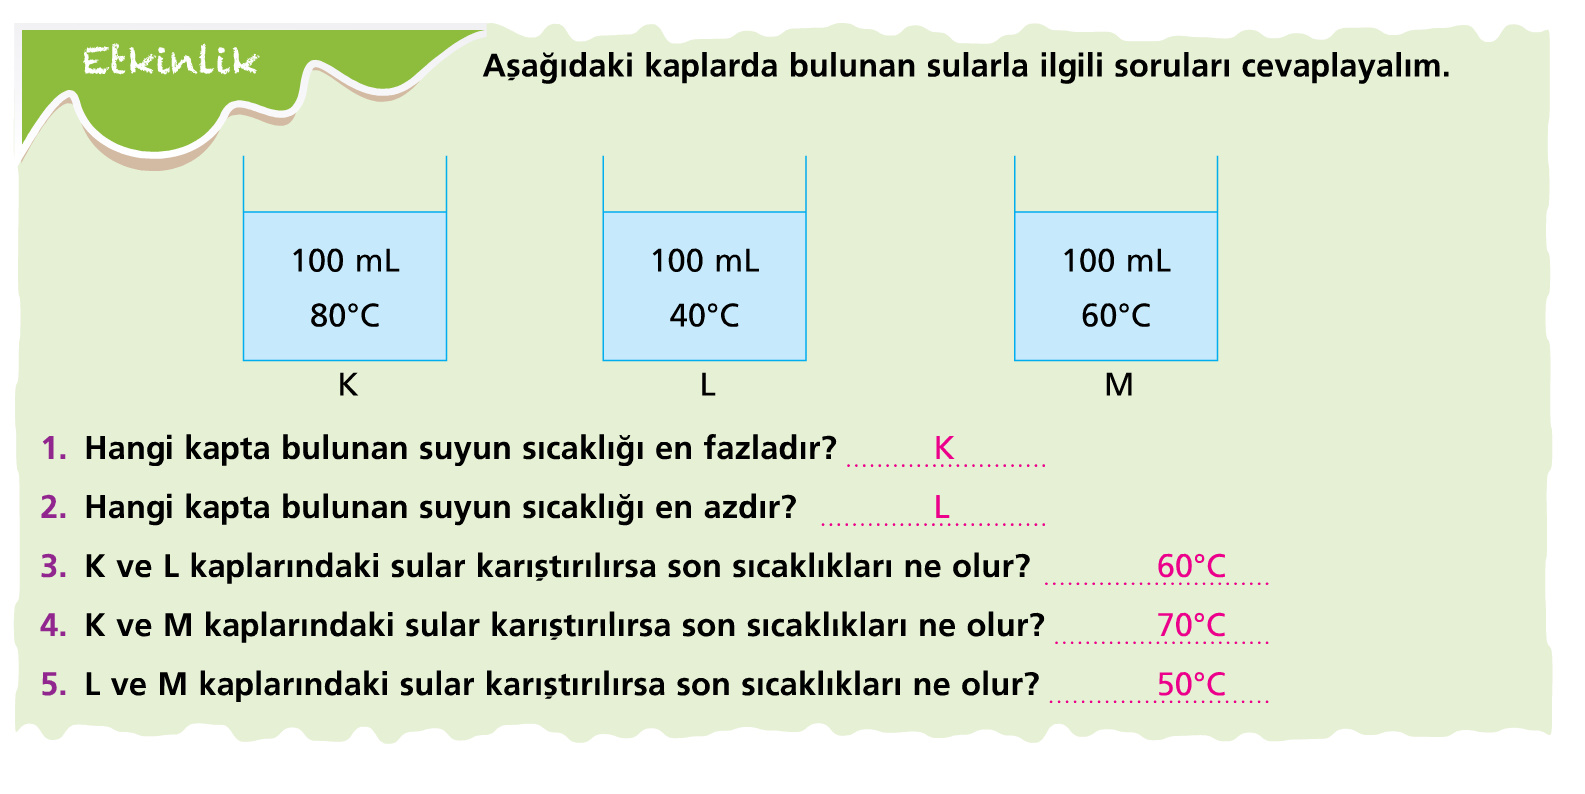 Etkinlik
Aşağıdaki kaplarda bulunan sularla ilgili soruları cevaplayalım.
100 mL 100 mL 100 mL
80°C 40°C 60°C
K L M
1. Hangi kapta bulunan suyun sıcaklığı en fazladır? K
2. Hangi kapta bulunan suyun sıcaklığı en azdır? L
3. K ve L kaplarındaki sular karıştırılırsa son sıcaklıkları ne olur? 60°C
4. K ve M kaplarındaki sular karıştırılırsa son sıcaklıkları ne olur? 70°C
5. L ve M kaplarındaki sular karıştırılırsa son sıcaklıkları ne olur? 50°C